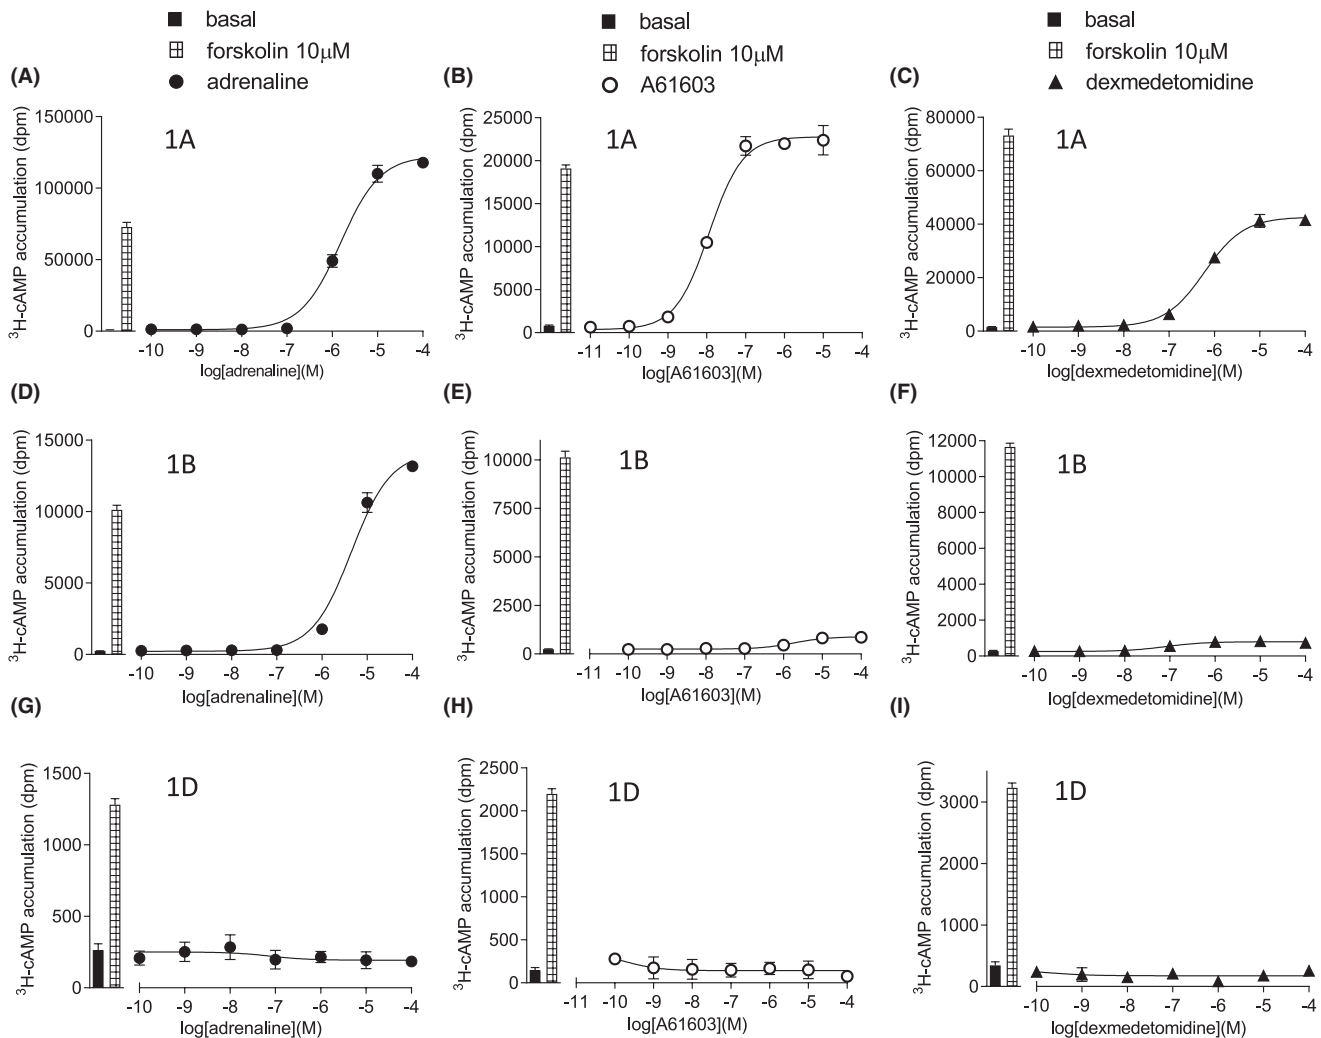 basal
forskolin 10μM
adrenaline
basal
forskolin 10μM
A61603
basal
forskolin 10μM
dexmedetomidine
(A)
1A
³H-cAMP accumulation (dpm)
150000
100000
50000
0
-10 -9 -8 -7 -6 -5 -4
log[adrenaline](M)
(B)
1A
³H-cAMP accumulation (dpm)
25000
20000
15000
10000
5000
0
-11 -10 -9 -8 -7 -6 -5 -4
log[A61603](M)
(C)
1A
³H-cAMP accumulation (dpm)
80000
60000
40000
20000
0
-10 -9 -8 -7 -6 -5 -4
log[dexmedetomidine](M)
(D)
1B
³H-cAMP accumulation (dpm)
15000
10000
5000
0
-10 -9 -8 -7 -6 -5 -4
log[adrenaline](M)
(E)
1B
³H-cAMP accumulation (dpm)
10000
7500
5000
2500
0
-11 -10 -9 -8 -7 -6 -5 -4
log[A61603](M)
(F)
1B
³H-cAMP accumulation (dpm)
12000
10000
8000
6000
4000
2000
0
-10 -9 -8 -7 -6 -5 -4
log[dexmedetomidine](M)
(G)
1D
³H-cAMP accumulation (dpm)
1500
1000
500
0
-10 -9 -8 -7 -6 -5 -4
log[adrenaline](M)
(H)
1D
³H-cAMP accumulation (dpm)
2500
2000
1500
1000
500
0
-11 -10 -9 -8 -7 -6 -5 -4
log[A61603](M)
(I)
1D
³H-cAMP accumulation (dpm)
3000
2000
1000
0
-10 -9 -8 -7 -6 -5 -4
log[dexmedetomidine](M)